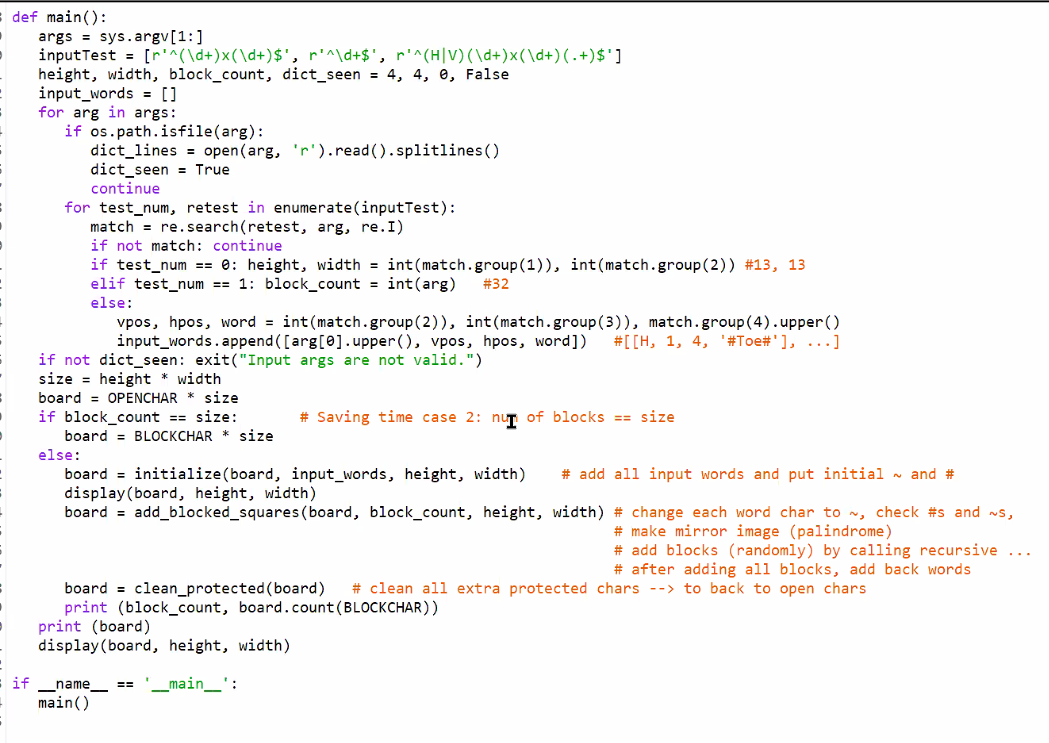 def main():
   args = sys.argv[1:]
   inputTest = [r'^(\d+)x(\d+)$', r'^\d+$', r'^(H|V)(\d+)x(\d+)(.+)$']
   height, width, block_count, dict_seen = 4, 4, 0, False
   input_words = []
   for arg in args:
      if os.path.isfile(arg):
         dict_lines = open(arg, 'r').read().splitlines()
         dict_seen = True
         continue
      for test_num, retest in enumerate(inputTest):
         match = re.search(retest, arg, re.I)
         if not match: continue
         if test_num == 0: height, width = int(match.group(1)), int(match.group(2)) #13, 13
         elif test_num == 1: block_count = int(arg)   #32
         else:
            vpos, hpos, word = int(match.group(2)), int(match.group(3)), match.group(4).upper()
            input_words.append([arg[0].upper(), vpos, hpos, word])   #[[H, 1, 4, '#Toe#'], ...]
   if not dict_seen: exit("Input args are not valid.")
   size = height * width
   board = OPENCHAR * size
   if block_count == size:       # Saving time case 2: num of blocks == size
      board = BLOCKCHAR * size
   else:
      board = initialize(board, input_words, height, width)    # add all input words and put initial ~ and #
      display(board, height, width)
      board = add_blocked_squares(board, block_count, height, width) # change each word char to ~, check #s and ~s,
                                                                     # make mirror image (palindrome)
                                                                     # add blocks (randomly) by calling recursive ...
                                                                     # after adding all blocks, add back words
      board = clean_protected(board)   # clean all extra protected chars --> to back to open chars
      print (block_count, board.count(BLOCKCHAR))
   print (board)
   display(board, height, width)
if __name__ == '__main__':
   main()